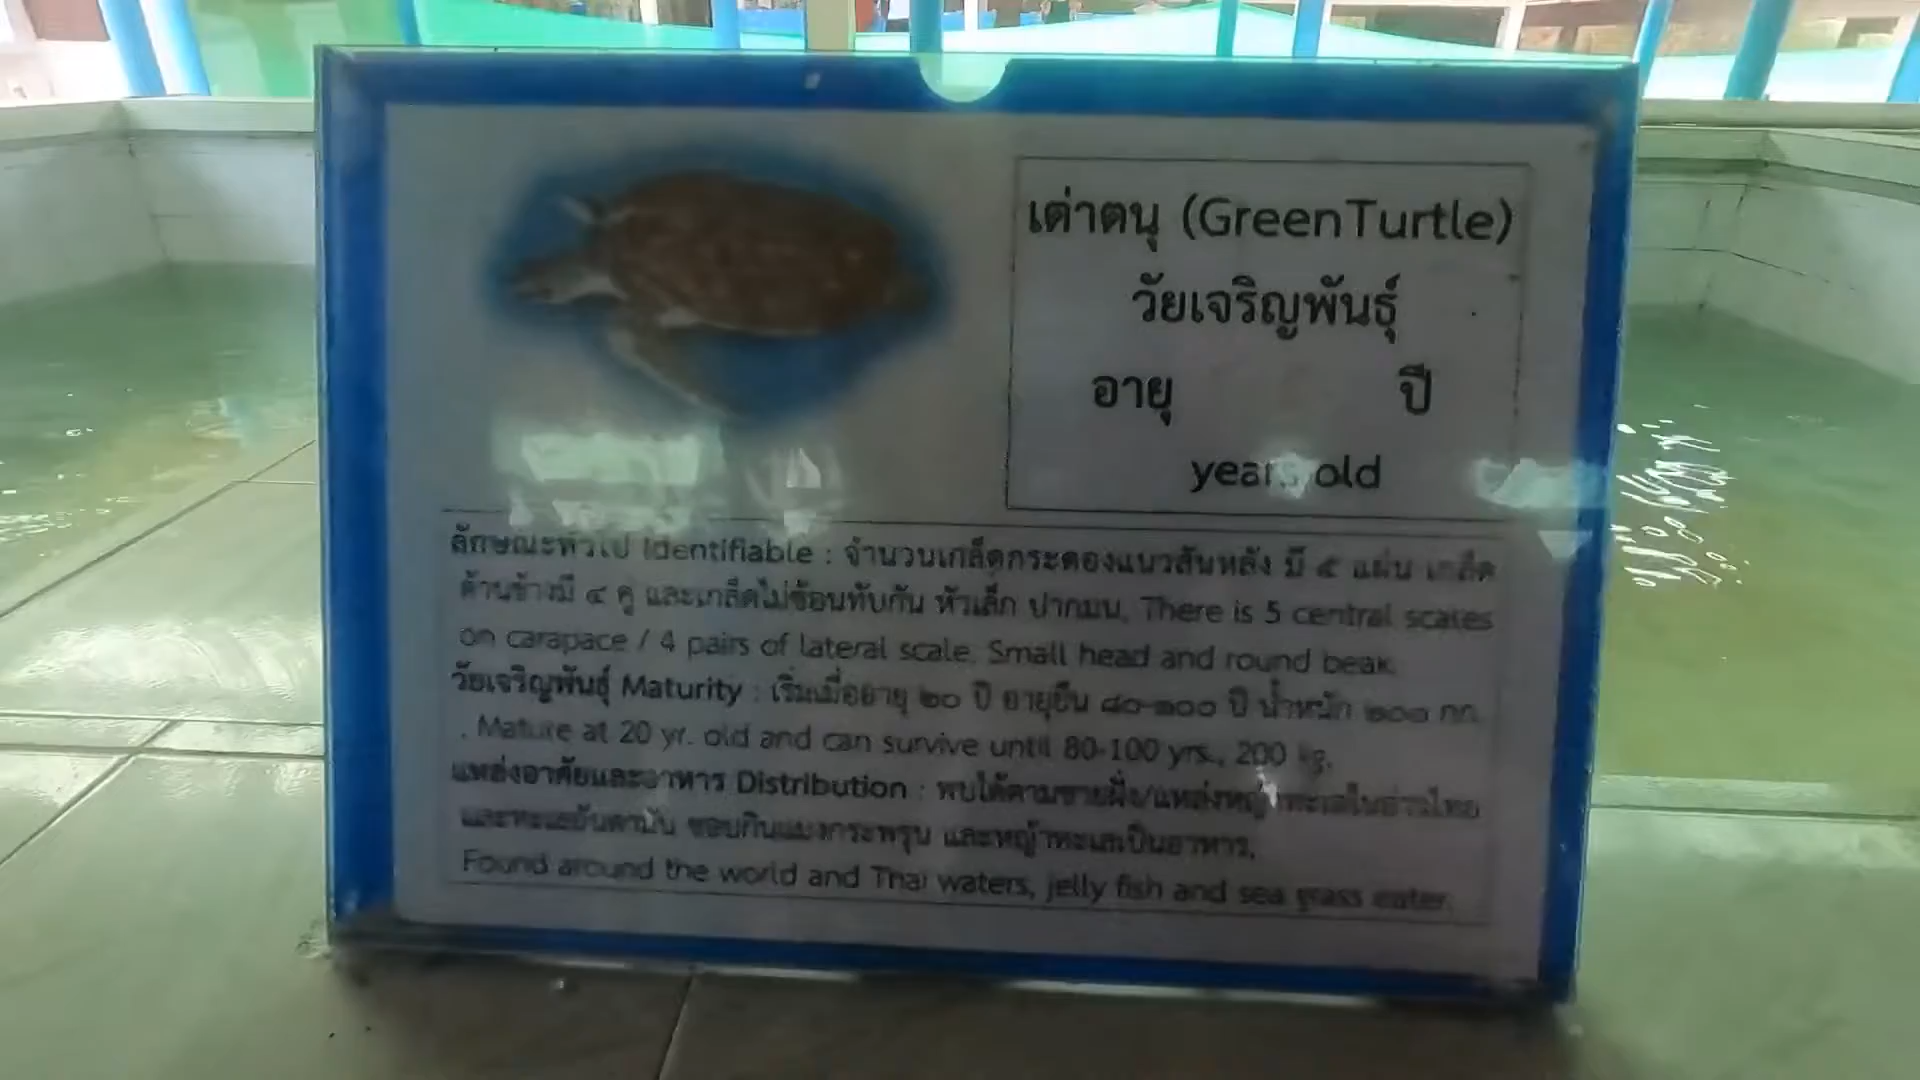 เต่าตนุ (Green Turtle)
วัยเจริญพันธุ์
อายุ ปี
years old
ลักษณะทั่วไป Identifiable : จำนวนเกล็ดกระดองแนวสันหลัง มี ๕ แผ่น เกล็ด
ด้านข้างมี ๔ คู่ และเกล็ดไม่ซ้อนทับกัน หัวเล็ก ปากมน, There is 5 central scales
on carapace / 4 pairs of lateral scale, Small head and round beak.
วัยเจริญพันธุ์ Maturity : เริ่มเมื่ออายุ ๒๐ ปี อายุยืน ๘๐-๑๐๐ ปี น้ำหนัก ๒๐๐ กก.
. Mature at 20 yr. old and can survive until 80-100 yrs., 200 kg.
แหล่งอาศัยและอาหาร Distribution : พบได้ตามชายฝั่ง/แหล่งหญ้าทะเลในอ่าวไทย
และทะเลอันดามัน ชอบกินแมงกระพรุน และหญ้าทะเลเป็นอาหาร,
Found around the world and Thai waters, jelly fish and sea grass eater.